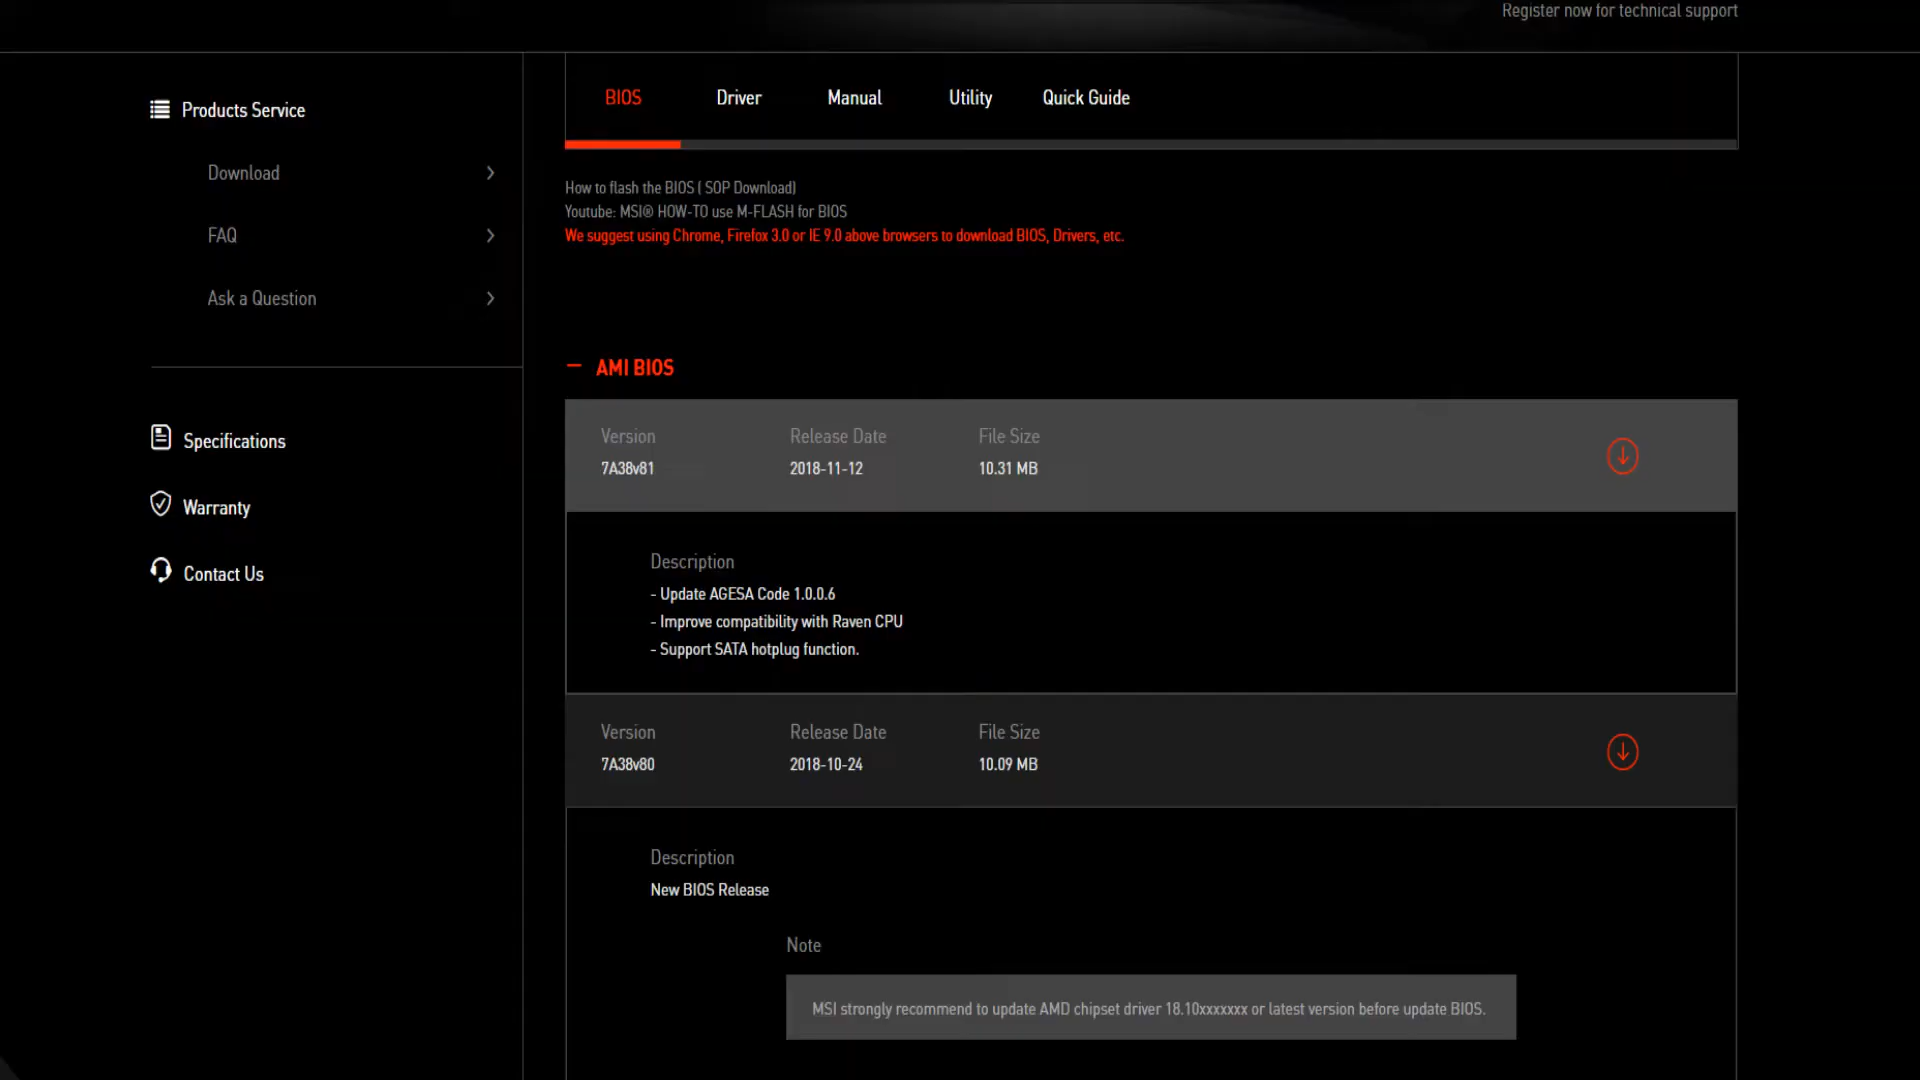 Register now for technical support
Products Service
Download
FAQ
Ask a Question
Specifications
Warranty
Contact Us
BIOS Driver Manual Utility Quick Guide
How to flash the BIOS ( SOP Download)
Youtube: MSI® HOW-TO use M-FLASH for BIOS
We suggest using Chrome, Firefox 3.0 or IE 9.0 above browsers to download BIOS, Drivers, etc.
AMI BIOS
Version Release Date File Size
7A38v81 2018-11-12 10.31 MB
Description
- Update AGESA Code 1.0.0.6
- Improve compatibility with Raven CPU
- Support SATA hotplug function.
Version Release Date File Size
7A38v80 2018-10-24 10.09 MB
Description
New BIOS Release
Note
MSI strongly recommend to update AMD chipset driver 18.10xxxxxxx or latest version before update BIOS.